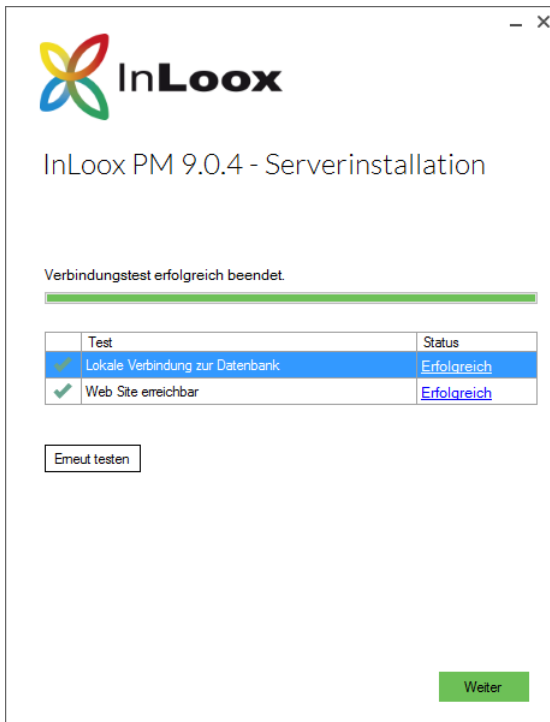 InLoox
InLoox PM 9.0.4 - Serverinstallation
Verbindungstest erfolgreich beendet.
Test Status
Lokale Verbindung zur Datenbank Erfolgreich
Web Site erreichbar Erfolgreich
Erneut testen
Weiter